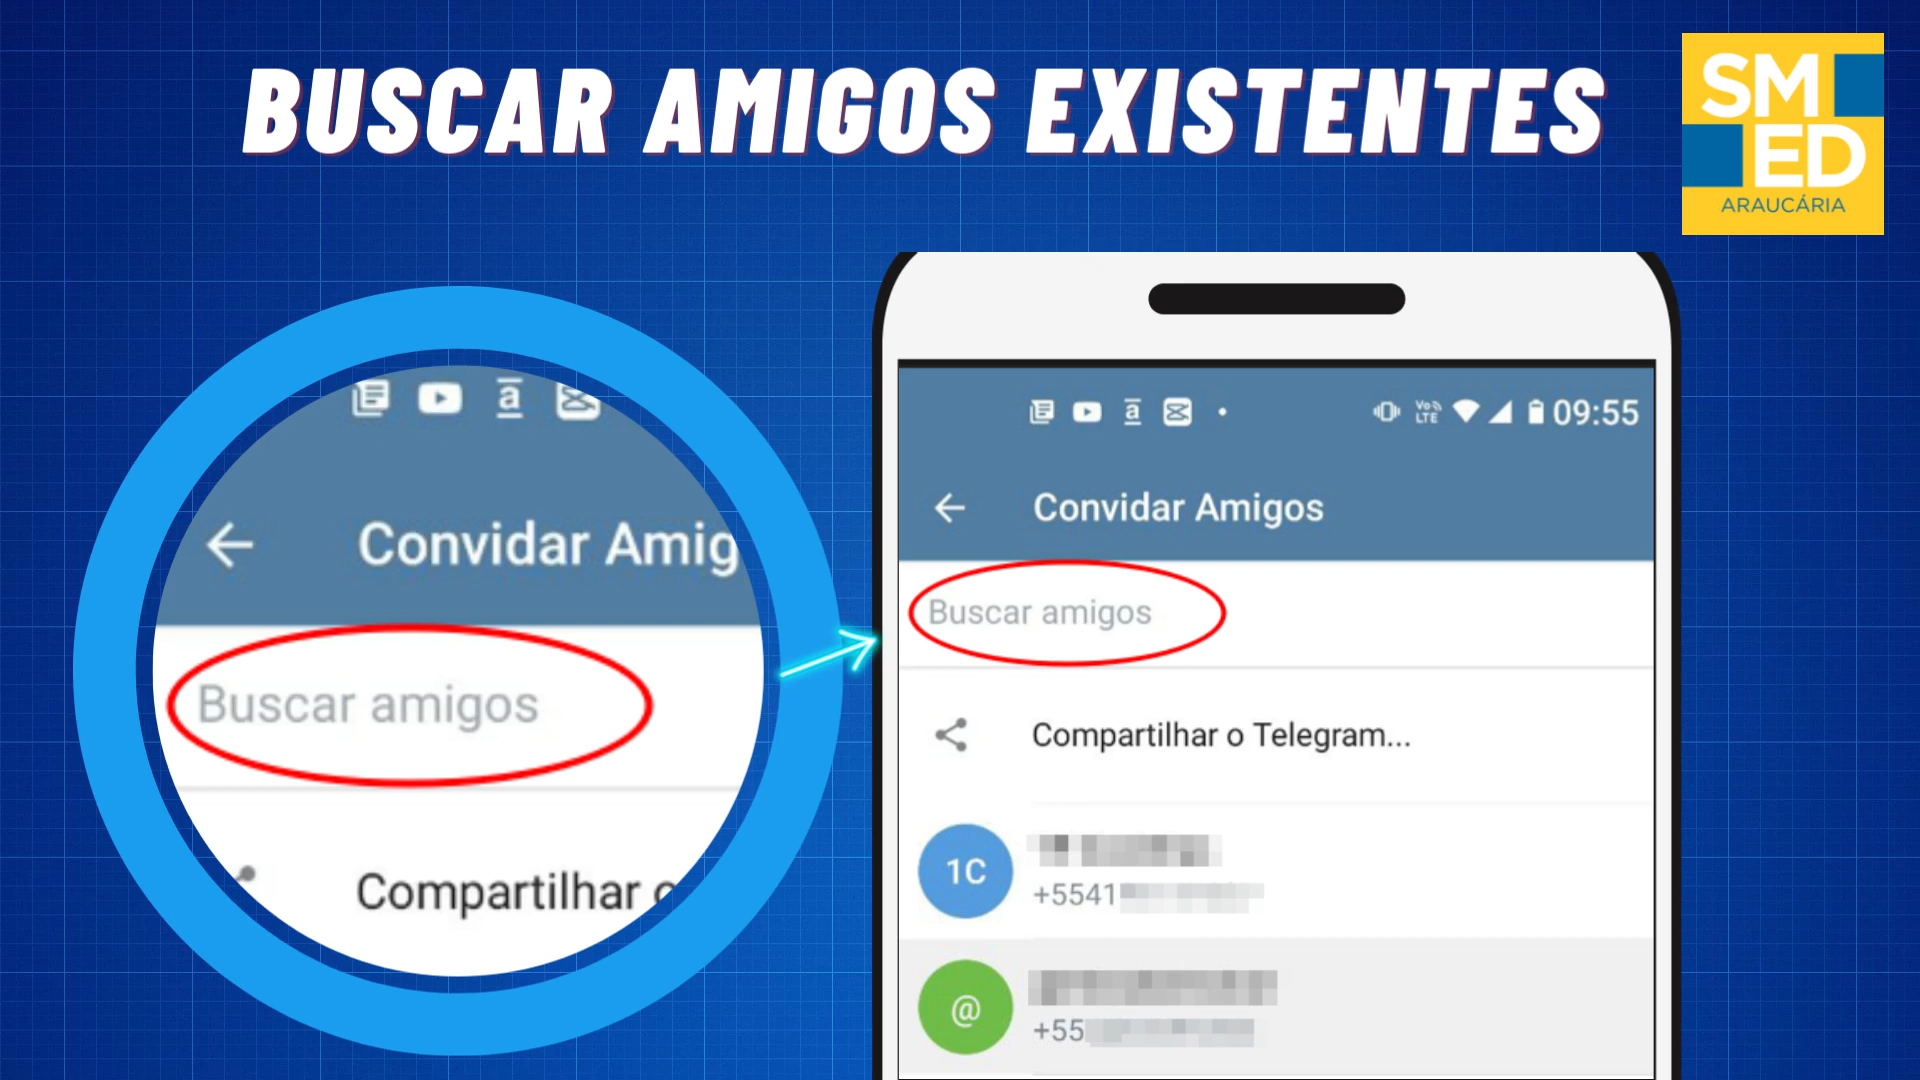 BUSCAR AMIGOS EXISTENTES
SM
ED
ARAUCÁRIA
Convidar Amig
Buscar amigos
Compartilhar o
VoLTE 09:55
Convidar Amigos
Buscar amigos
Compartilhar o Telegram...
1C
+5541
@
+55